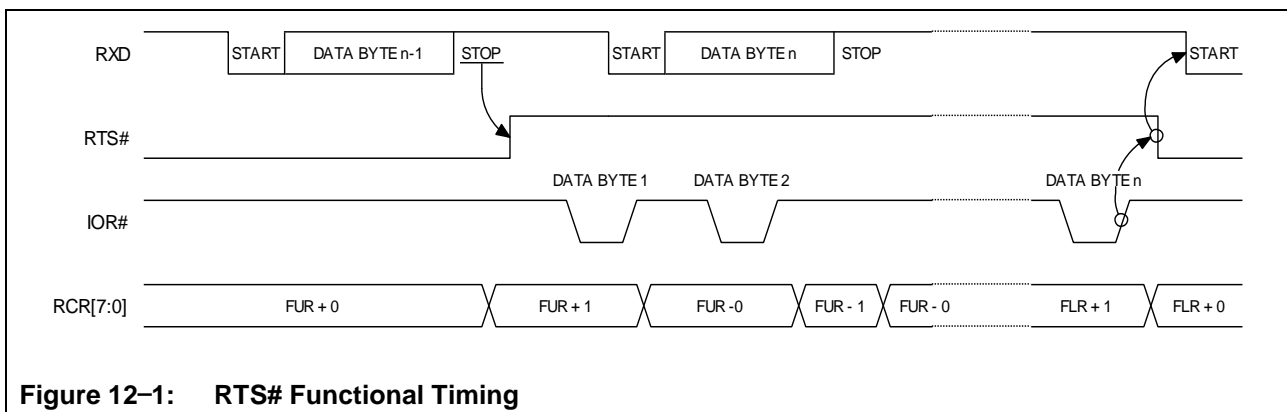 RXD START DATA BYTE n-1 STOP START DATA BYTE n STOP START
RTS#
DATA BYTE 1 DATA BYTE 2 DATA BYTE n
IOR#
RCR[7:0] FUR + 0 FUR + 1 FUR -0 FUR - 1 FUR - 0 FLR + 1 FLR + 0
Figure 12–1: RTS# Functional Timing